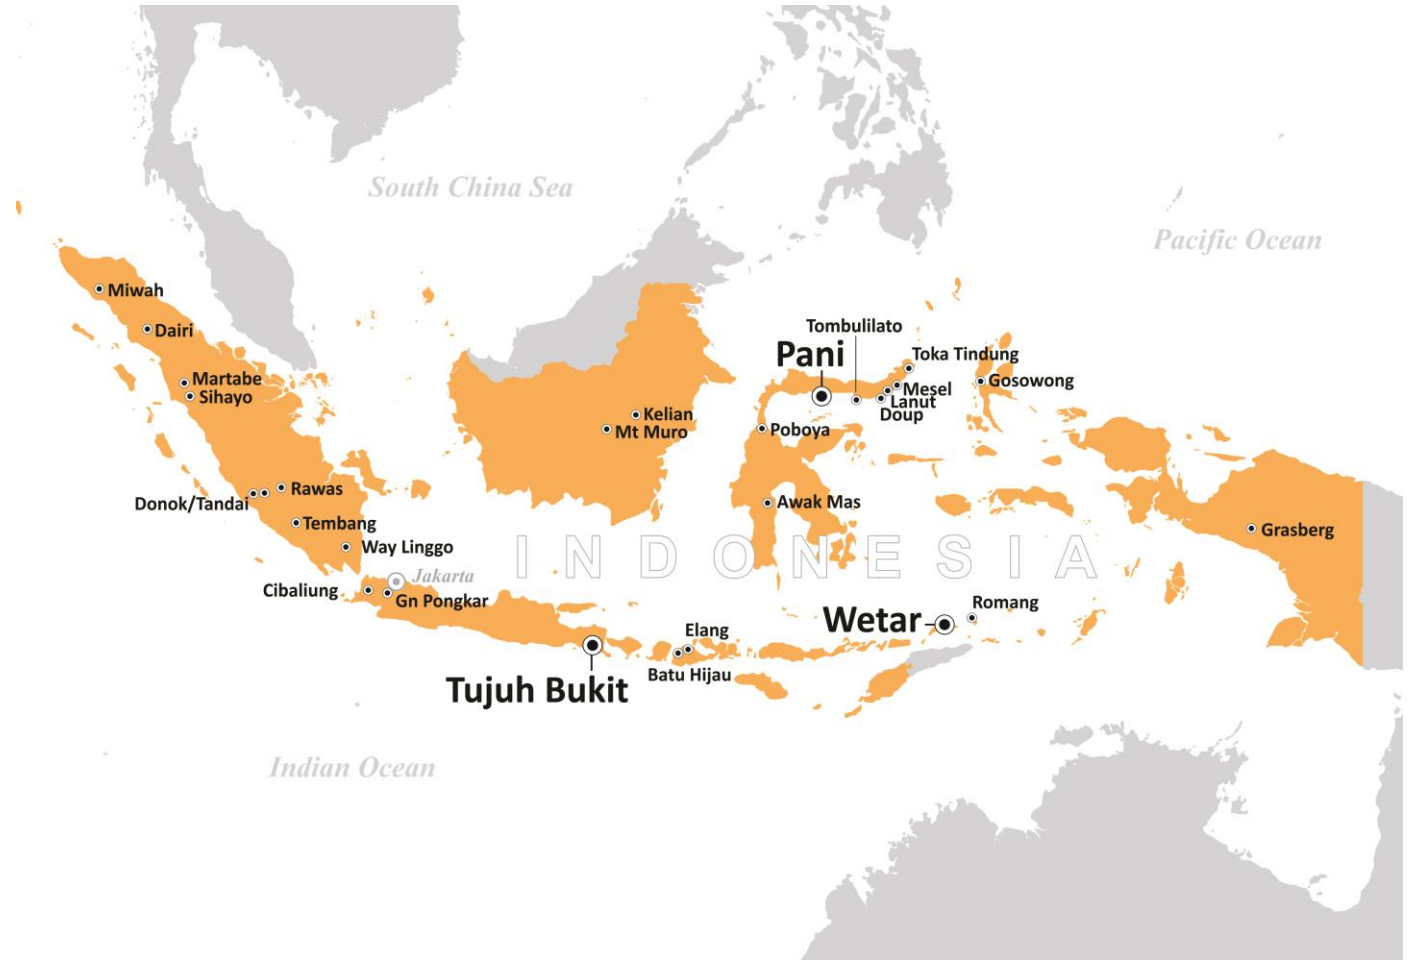 South China Sea
Pacific Ocean
Miwah
Dairi
Martabe
Sihayo
Tombulilato
Pani
Toka Tindung
Gosowong
Mesel
Lanut
Doup
Kelian
Mt Muro
Poboya
Rawas
Donok/Tandai
Awak Mas
Tembang
Grasberg
Way Linggo
INDONESIA
Jakarta
Cibaliung
Gn Pongkar
Romang
Wetar
Elang
Batu Hijau
Tujuh Bukit
Indian Ocean